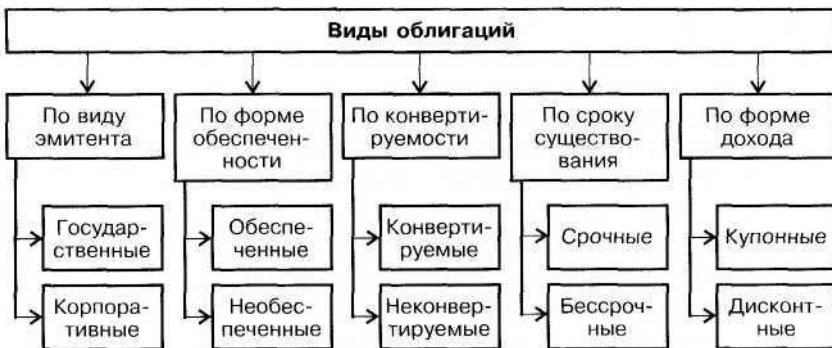 Виды облигаций
По виду
эмитента
По форме
обеспечен-
ности
По конверти-
руемости
По сроку
существо-
вания
По форме
дохода
Государ-
ственные
Обеспе-
ченные
Конверти-
руемые
Срочные
Купонные
Корпора-
тивные
Необес-
печенные
Неконвер-
тируемые
Бессроч-
ные
Дисконт-
ные